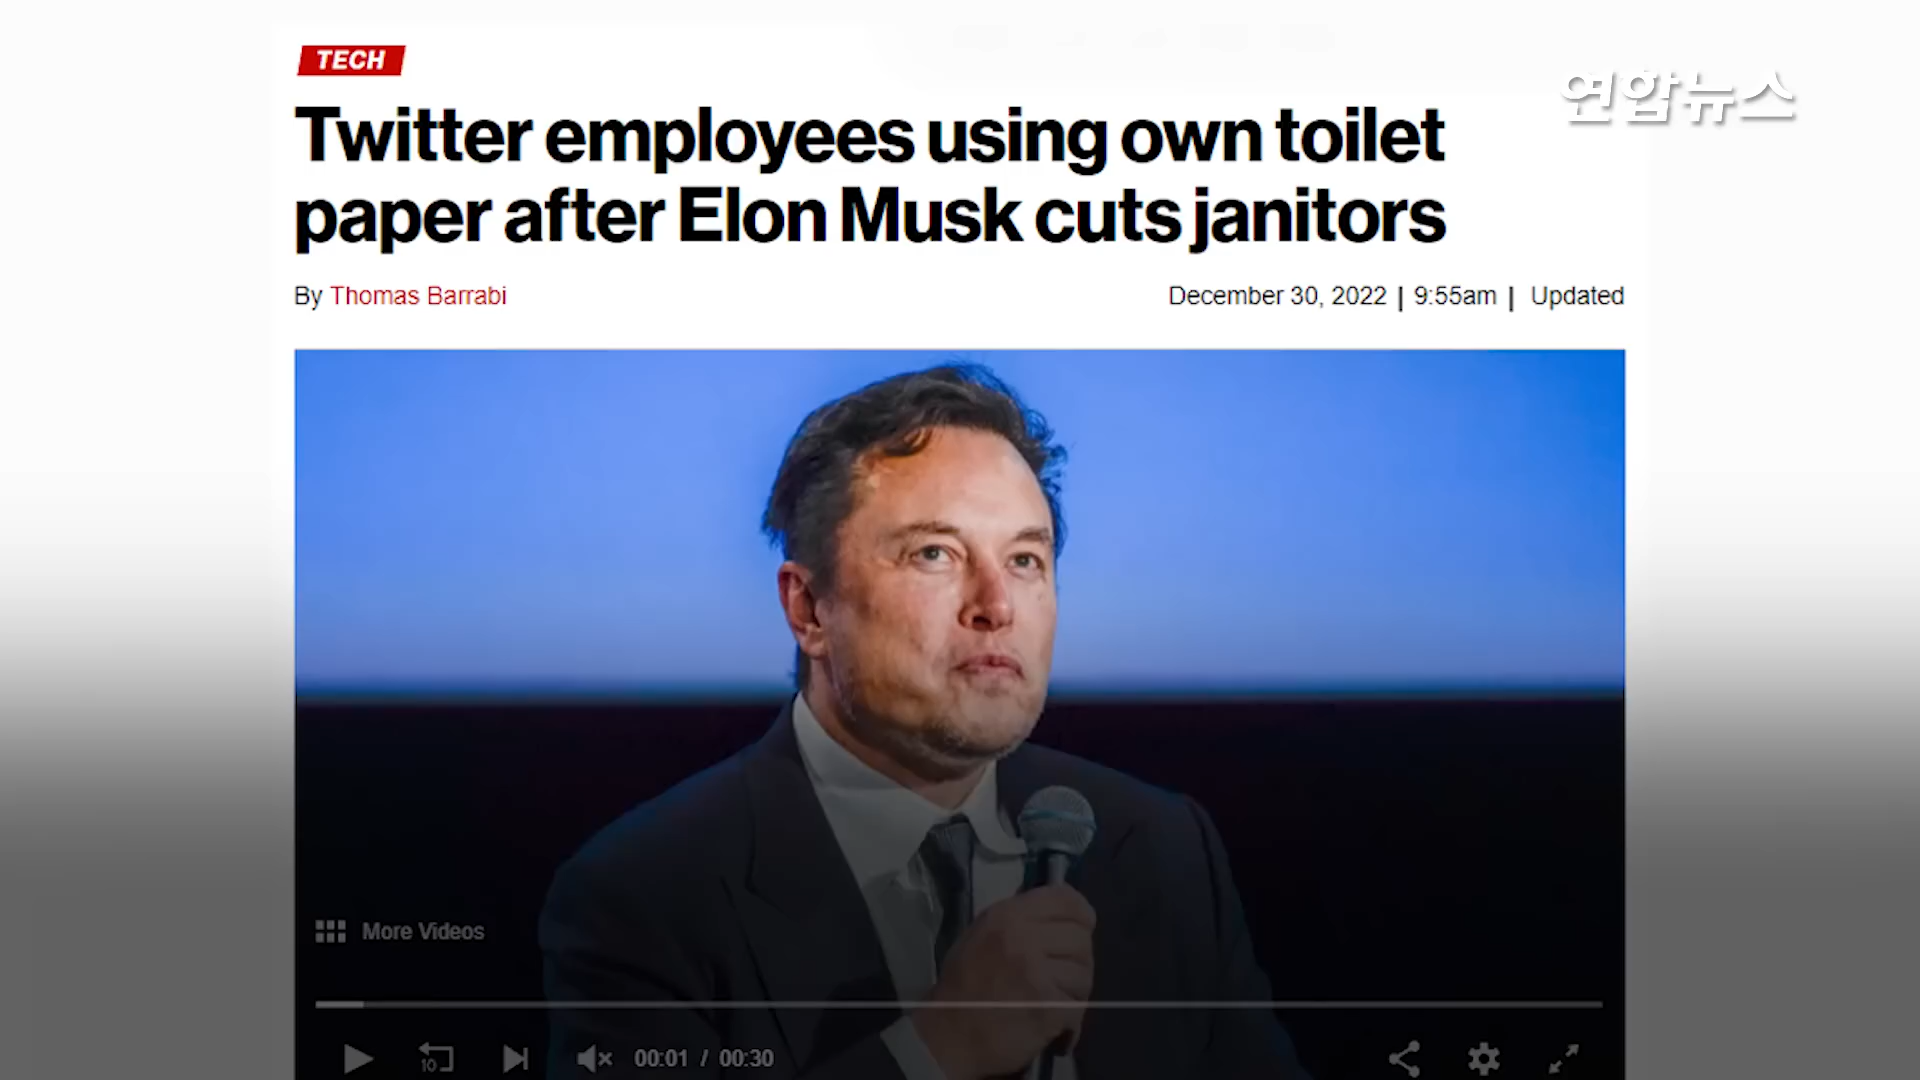 TECH
연합뉴스
Twitter employees using own toilet
paper after Elon Musk cuts janitors
By Thomas Barrabi
December 30, 2022 | 9:55am | Updated
More Videos
10
00:01 / 00:30